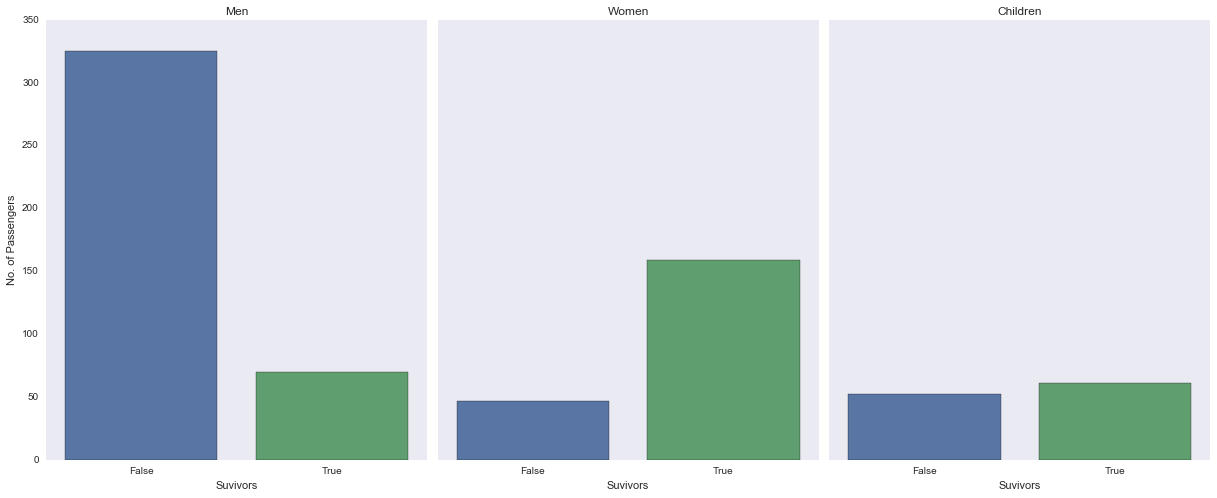 Men Women Children
350
300
250
200
150
100
50
0
No. of Passengers
False True False True False True
Suvivors Suvivors Suvivors